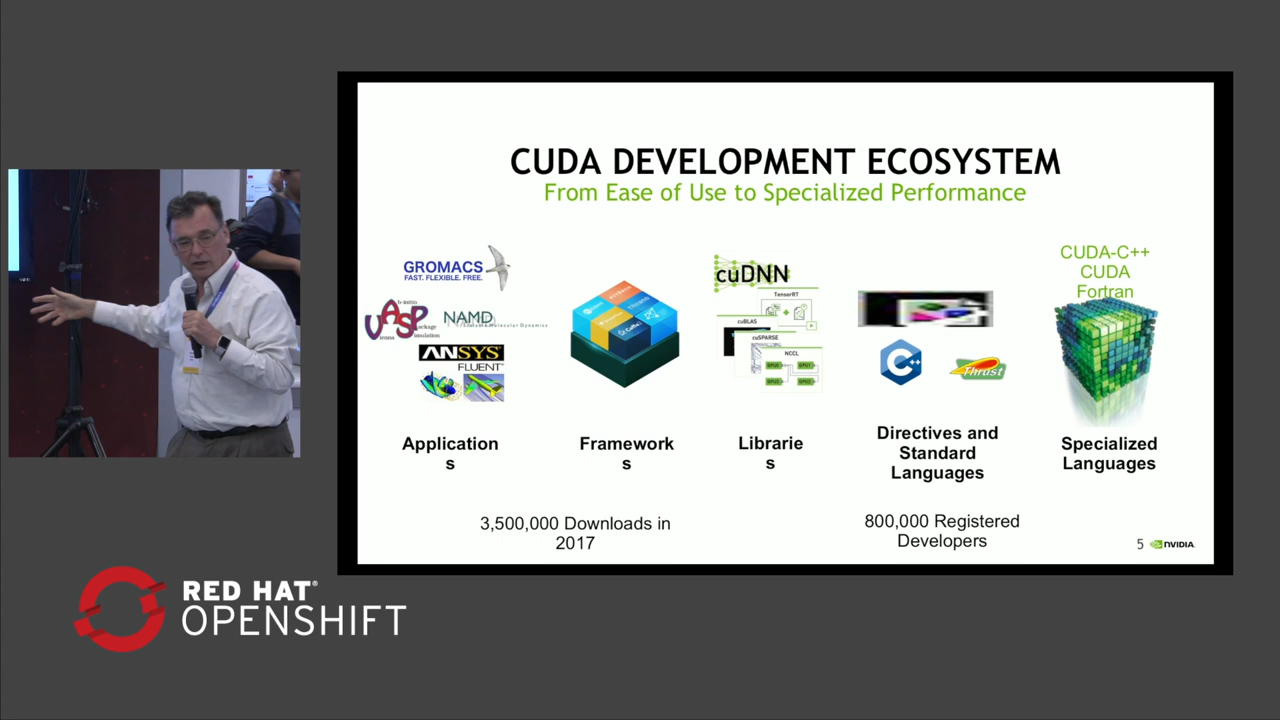 CUDA DEVELOPMENT ECOSYSTEM
From Ease of Use to Specialized Performance
GROMACS
FAST. FLEXIBLE. FREE.
VASP
NAMD
ANSYS
FLUENT
Application
s
Framework
s
cuDNN
TensorRT
cuBLAS
cuSPARSE
NCCL
Librarie
s
C++
Thrust
Directives and
Standard
Languages
CUDA-C++
CUDA
Fortran
Specialized
Languages
3,500,000 Downloads in
2017
800,000 Registered
Developers
5 NVIDIA
RED HAT®
OPENSHIFT